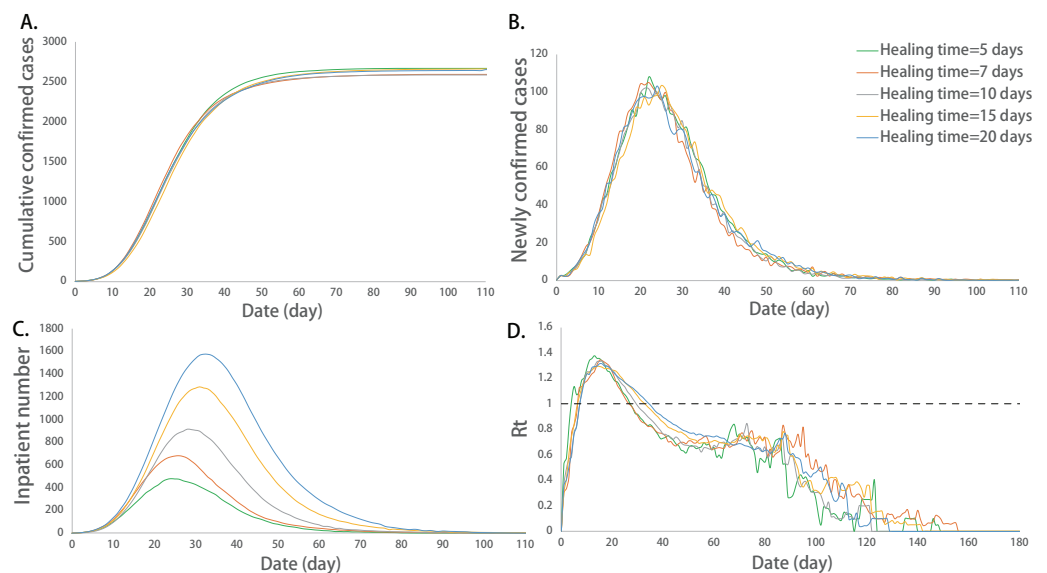 A.
Cumulative confirmed cases
3000
2500
2000
1500
1000
500
0
0 10 20 30 40 50 60 70 80 90 100 110
Date (day)
B.
Newly confirmed cases
120
100
80
60
40
20
0
0 10 20 30 40 50 60 70 80 90 100 110
Date (day)
Healing time=5 days
Healing time=7 days
Healing time=10 days
Healing time=15 days
Healing time=20 days
C.
Inpatient number
1800
1600
1400
1200
1000
800
600
400
200
0
0 10 20 30 40 50 60 70 80 90 100 110
Date (day)
D.
Rt
1.6
1.4
1.2
1
0.8
0.6
0.4
0.2
0
0 20 40 60 80 100 120 140 160 180
Date (day)